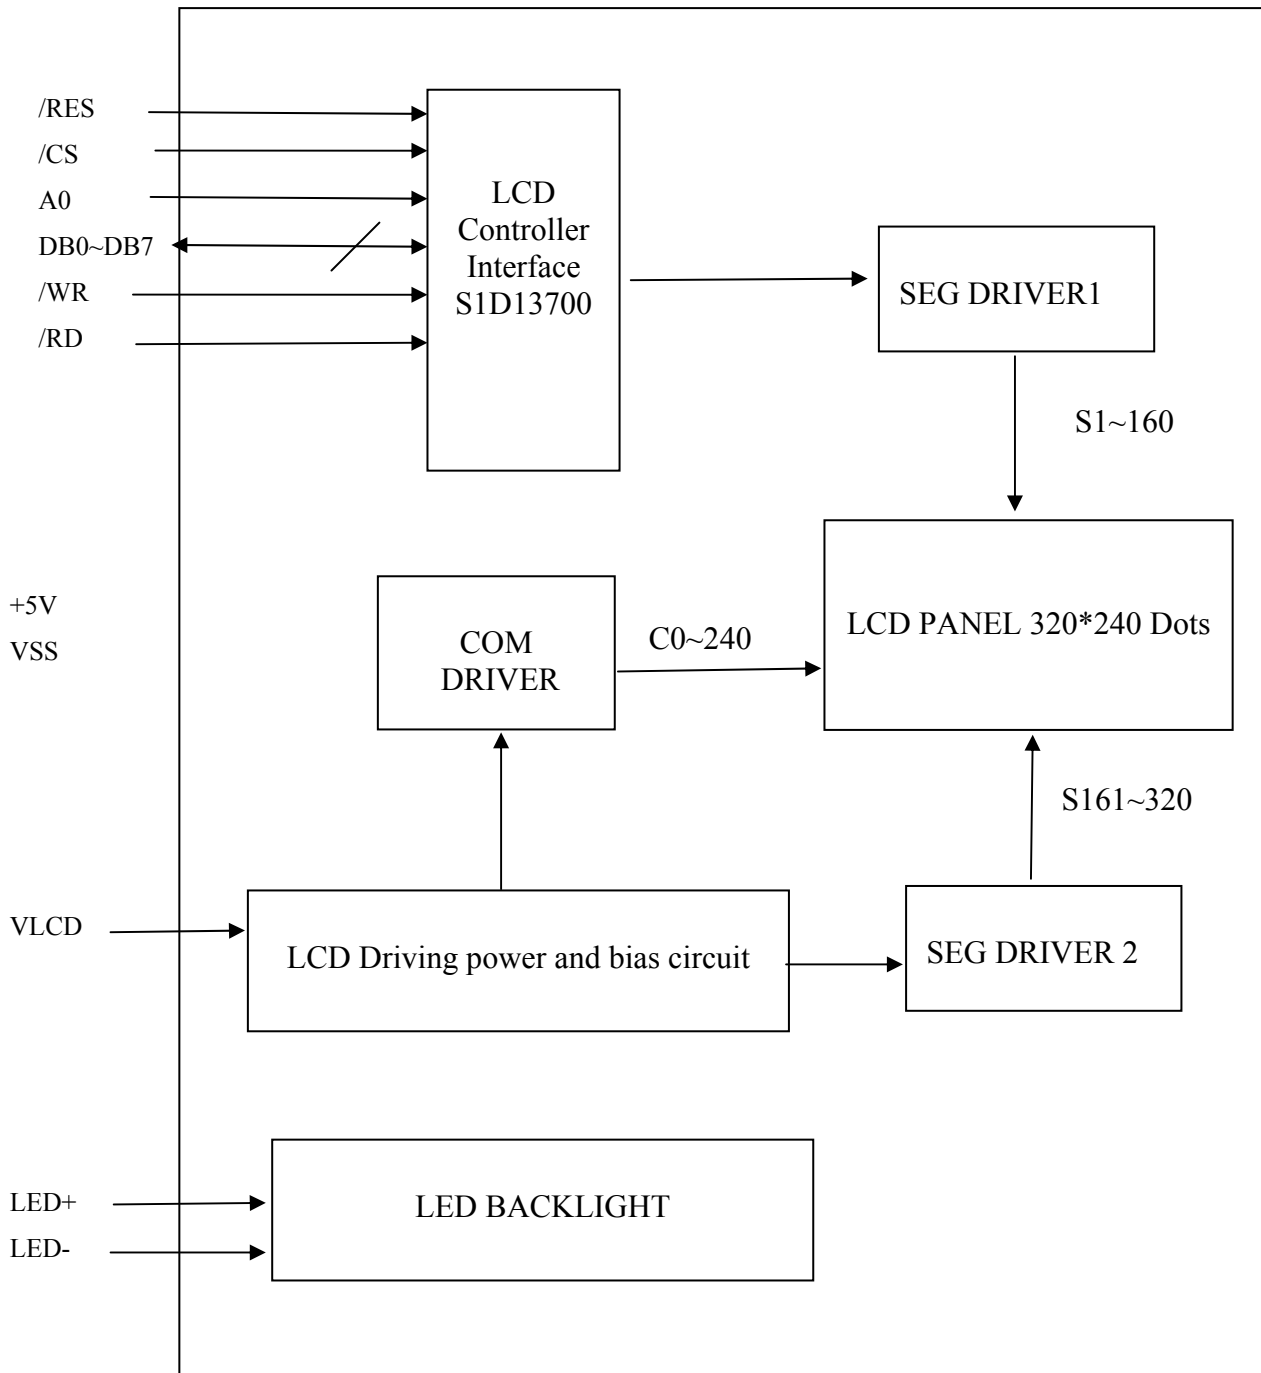 /RES
/CS
A0
DB0~DB7
/WR
/RD
LCD
Controller
Interface
S1D13700
SEG DRIVER1
S1~160
+5V
VSS
COM
DRIVER
C0~240
LCD PANEL 320*240 Dots
S161~320
VLCD
LCD Driving power and bias circuit
SEG DRIVER 2
LED+
LED-
LED BACKLIGHT